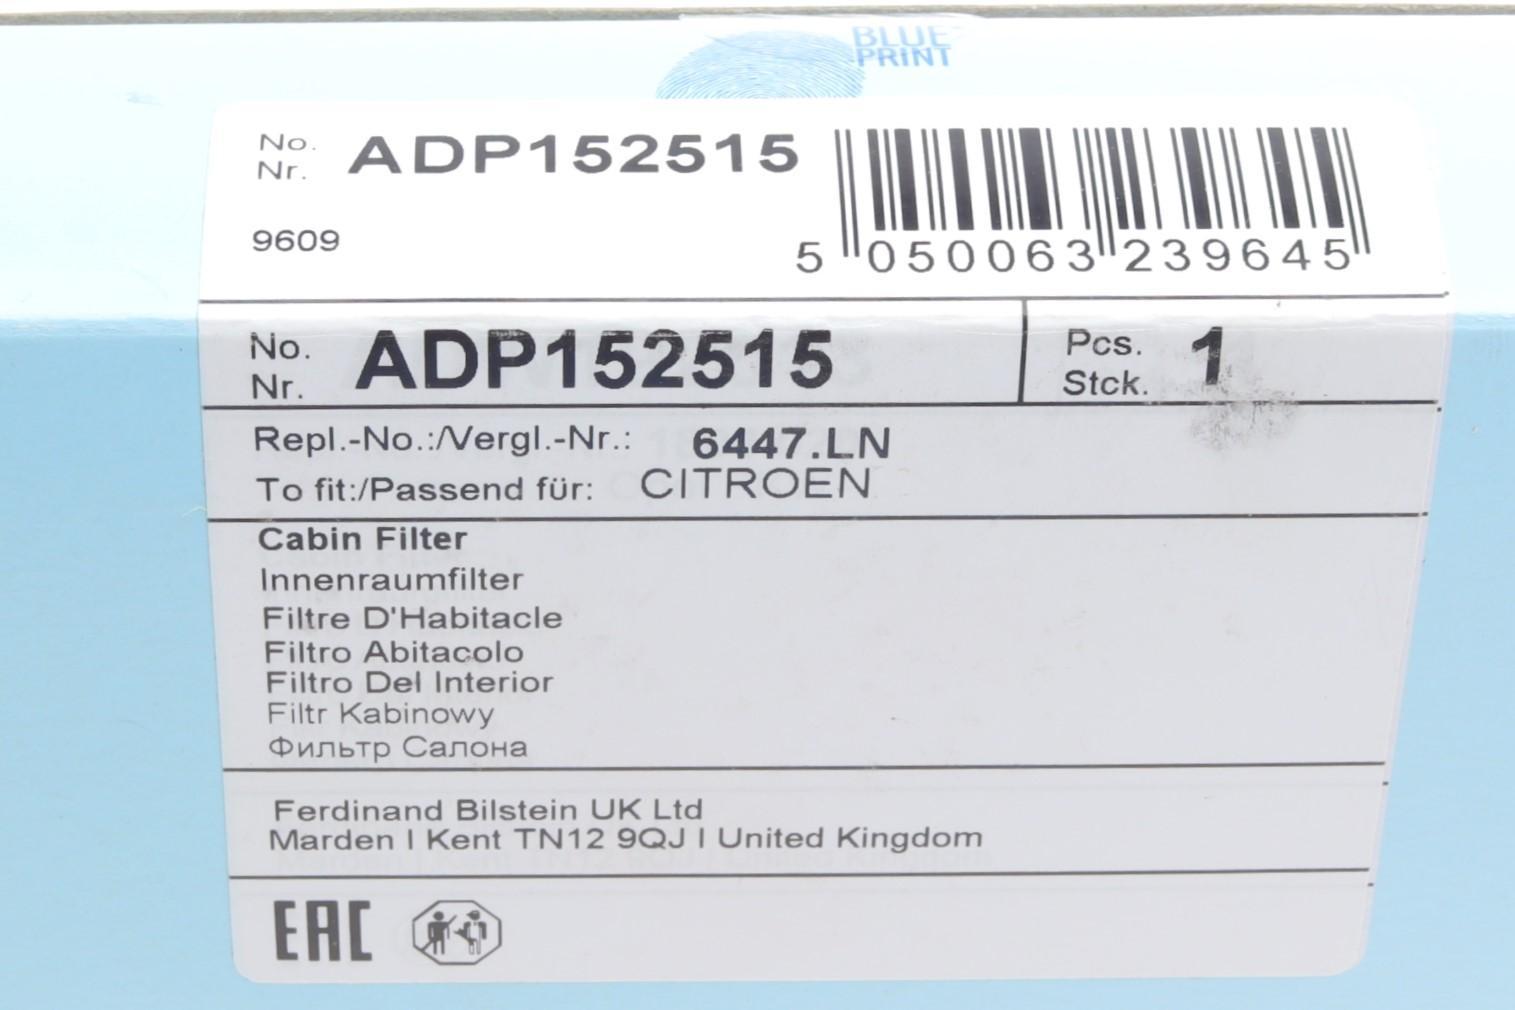 BLUE
PRINT
No.
Nr. ADP152515
9609
5 050063 239645
No.
Nr. ADP152515
Pcs.
Stck. 1
Repl.-No.:/Vergl.-Nr.: 6447.LN
To fit:/Passend für: CITROEN
Cabin Filter
Innenraumfilter
Filtre D'Habitacle
Filtro Abitacolo
Filtro Del Interior
Filtr Kabinowy
Фильтр Салона
Ferdinand Bilstein UK Ltd
Marden | Kent TN12 9QJ | United Kingdom
EAC